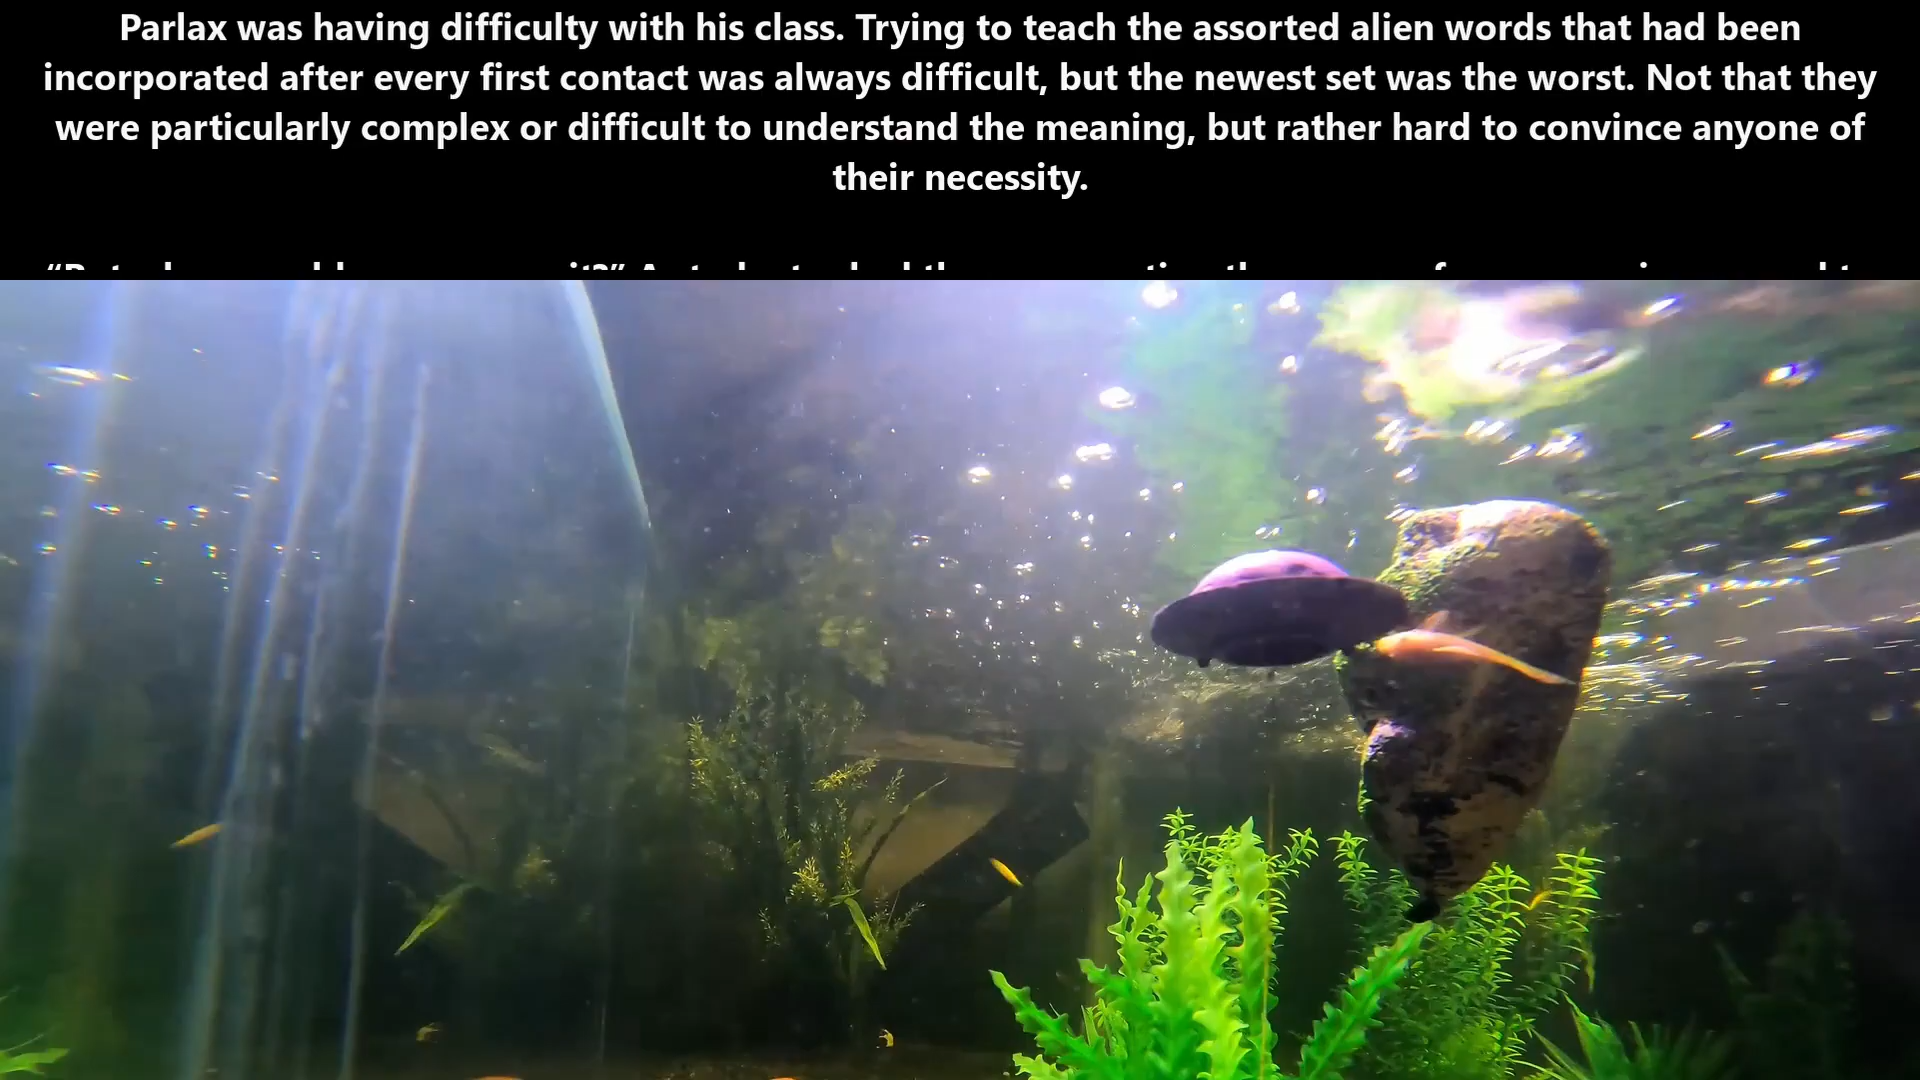 Parlax was having difficulty with his class. Trying to teach the assorted alien words that had been
incorporated after every first contact was always difficult, but the newest set was the worst. Not that they
were particularly complex or difficult to understand the meaning, but rather hard to convince anyone of
their necessity.